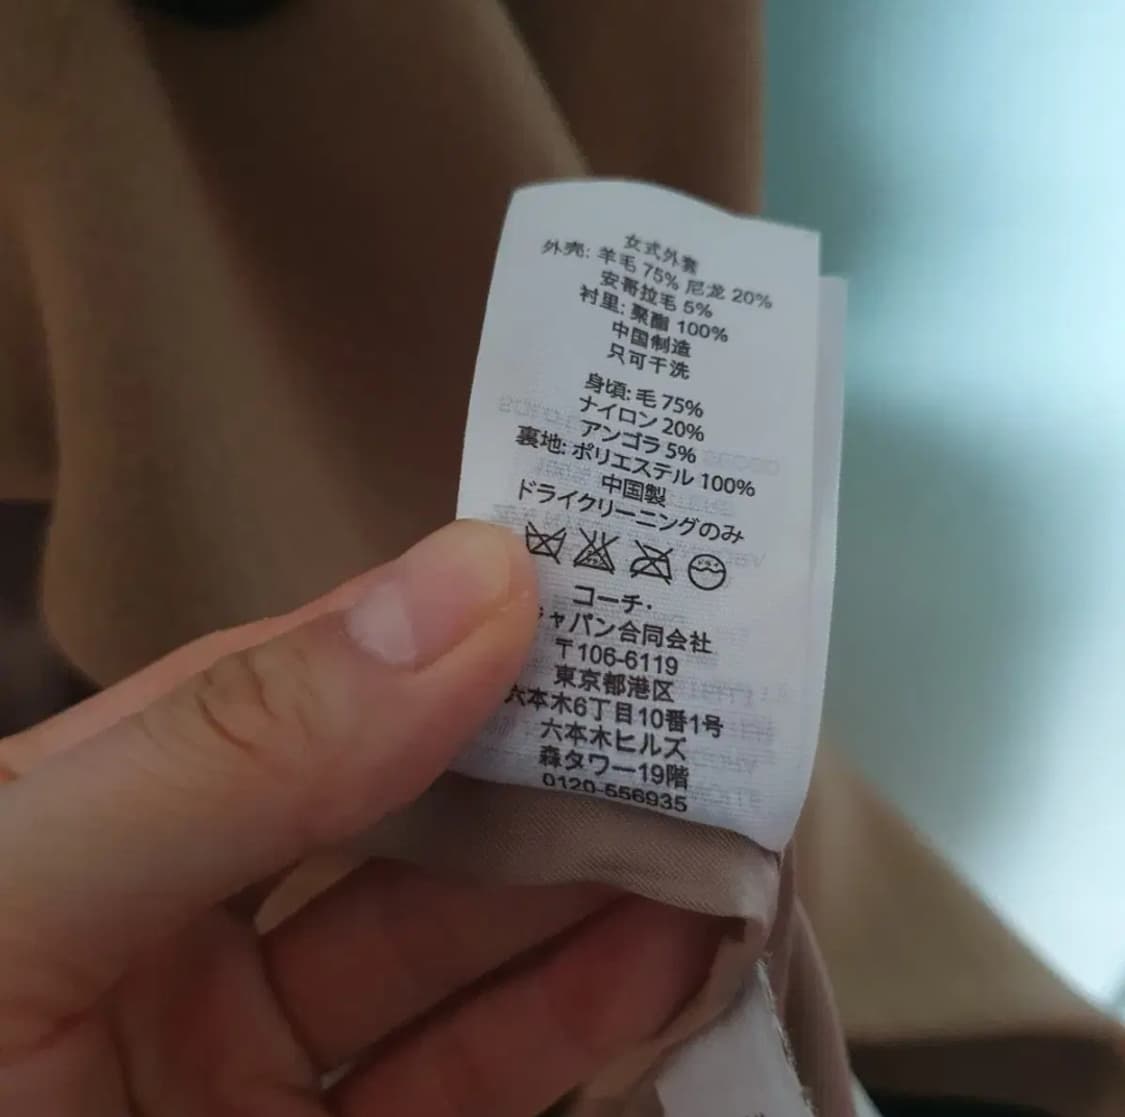 女式外套
外壳: 羊毛 75% 尼龙 20%
安哥拉毛 5%
衬里: 聚酯 100%
中国制造
只可干洗
身頃: 毛 75%
ナイロン 20%
アンゴラ 5%
裏地: ポリエステル 100%
中国製
ドライクリーニングのみ
コーチ・
ャパン合同会社
〒106-6119
東京都港区
六本木6丁目10番1号
六本木ヒルズ
森タワー19階
0120-556935